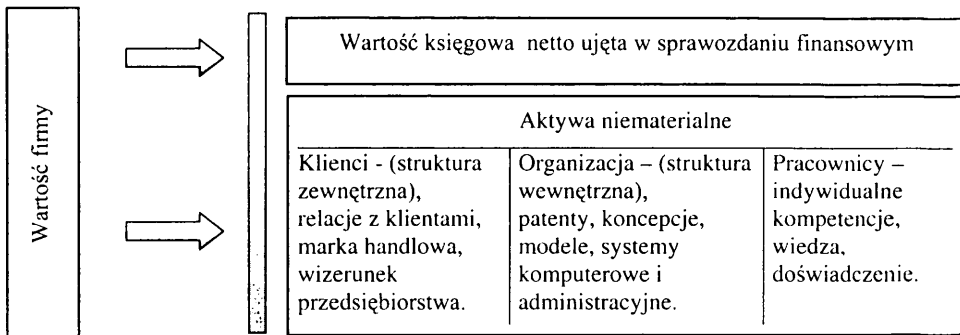 Wartość firmy
Wartość księgowa netto ujęta w sprawozdaniu finansowym
Aktywa niematerialne
Klienci - (struktura
zewnętrzna),
relacje z klientami,
marka handlowa,
wizerunek
przedsiębiorstwa.
Organizacja – (struktura
wewnętrzna),
patenty, koncepcje,
modele, systemy
komputerowe i
administracyjne.
Pracownicy –
indywidualne
kompetencje,
wiedza,
doświadczenie.